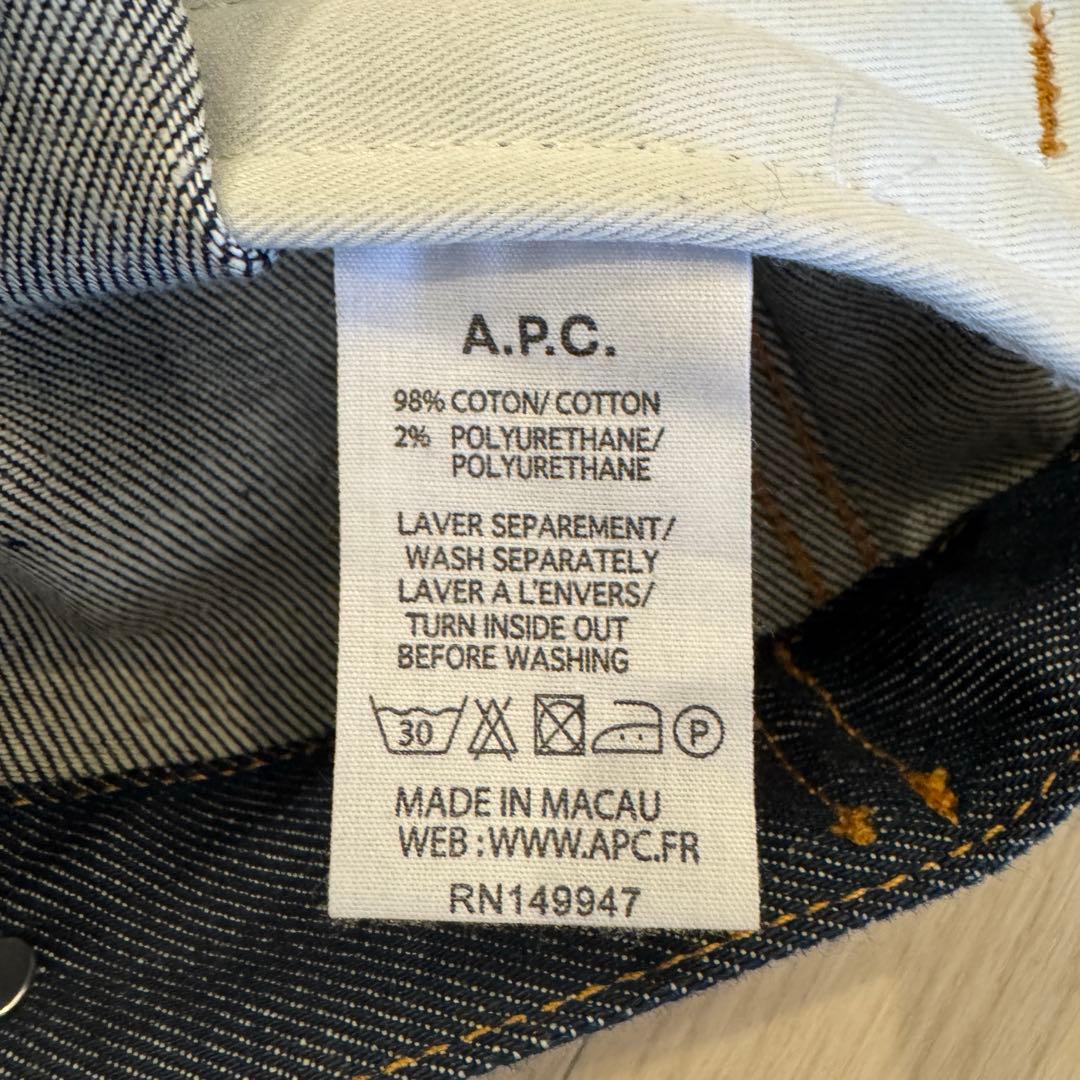 A.P.C.
98% COTON/ COTTON
2% POLYURETHANE/
POLYURETHANE
LAVER SEPAREMENT/
WASH SEPARATELY
LAVER A L'ENVERS/
TURN INSIDE OUT
BEFORE WASHING
30 P
MADE IN MACAU
WEB : WWW.APC.FR
RN149947